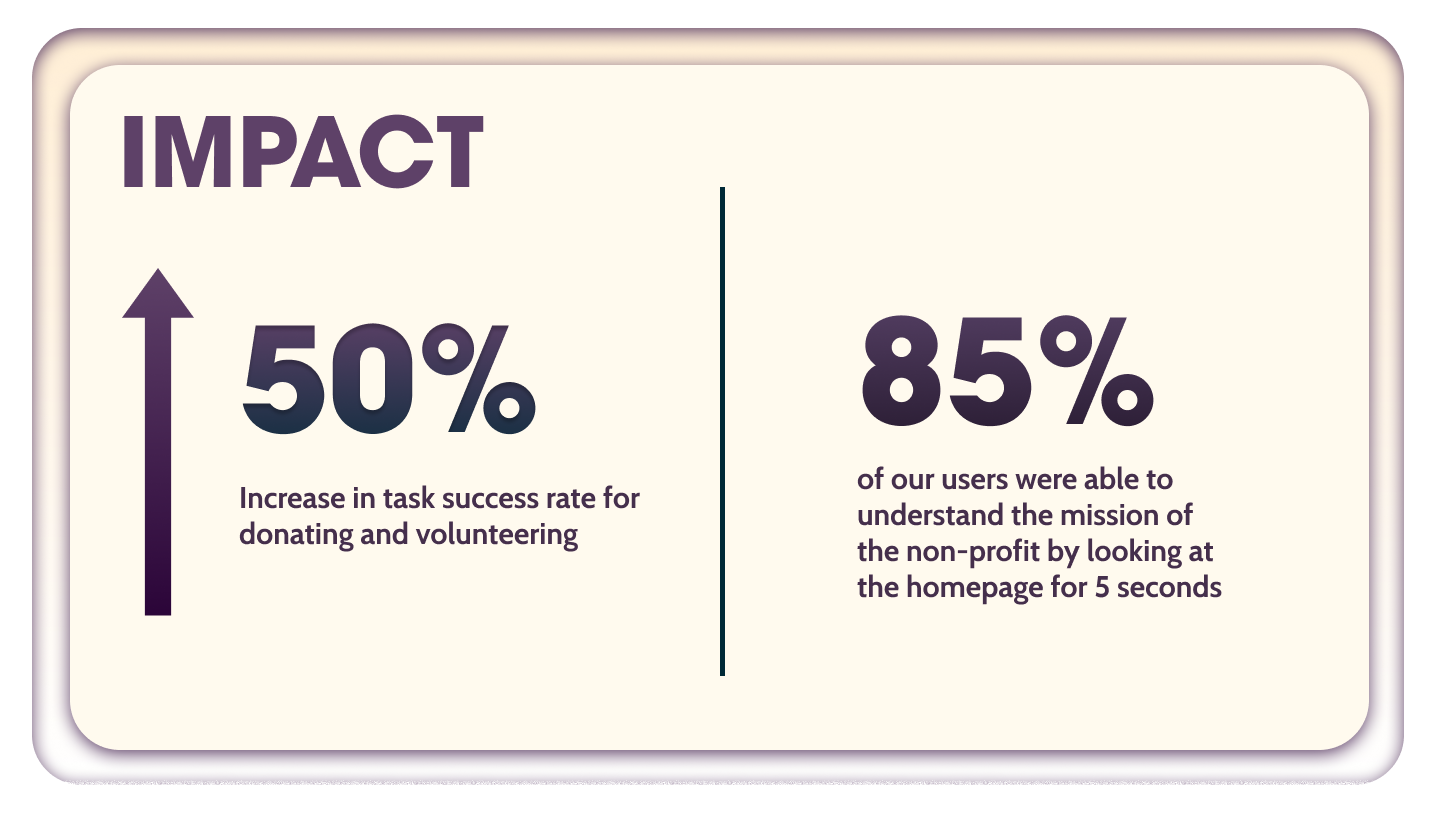 IMPACT
50%
Increase in task success rate for
donating and volunteering
85%
of our users were able to
understand the mission of
the non-profit by looking at
the homepage for 5 seconds